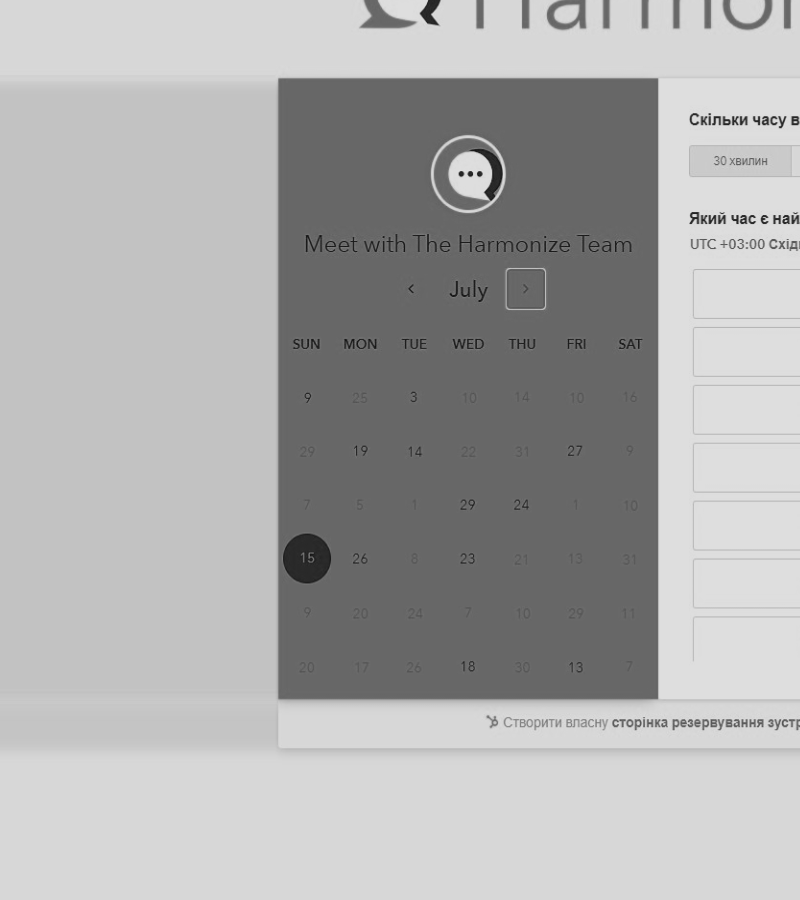 Harmon
Скільки часу в
30 хвилин
Meet with The Harmonize Team
Який час є най
UTC +03:00 Східн
July
SUN MON TUE WED THU FRI SAT
9 25 3 10 14 10 16
29 19 14 22 31 27 9
7 5 1 29 24 1 10
15 26 8 23 21 13 31
9 20 24 7 10 29 11
20 17 26 18 30 13 7
Створити власну сторінка резервування зустр